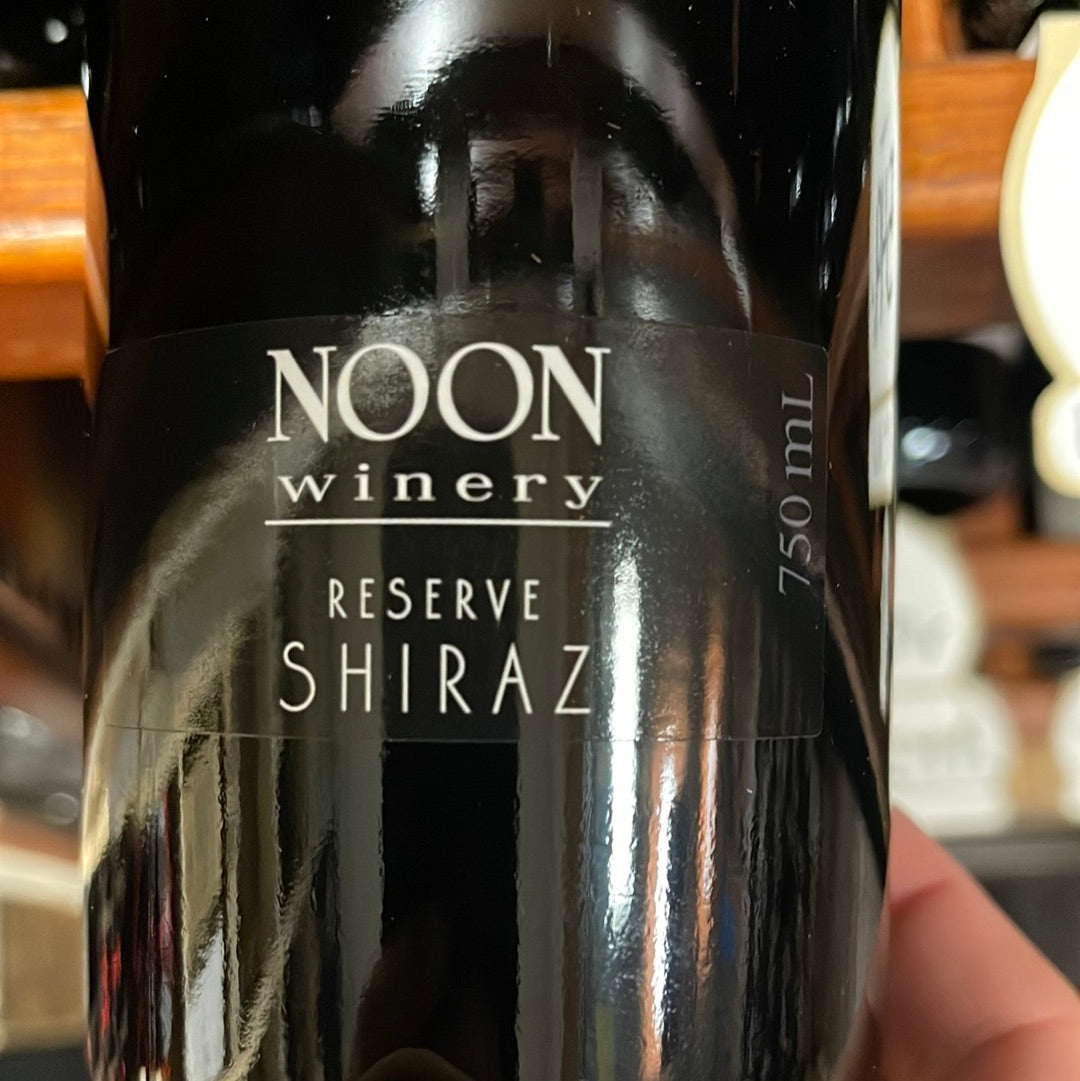 NOON
winery
RESERVE
SHIRAZ
750 mL